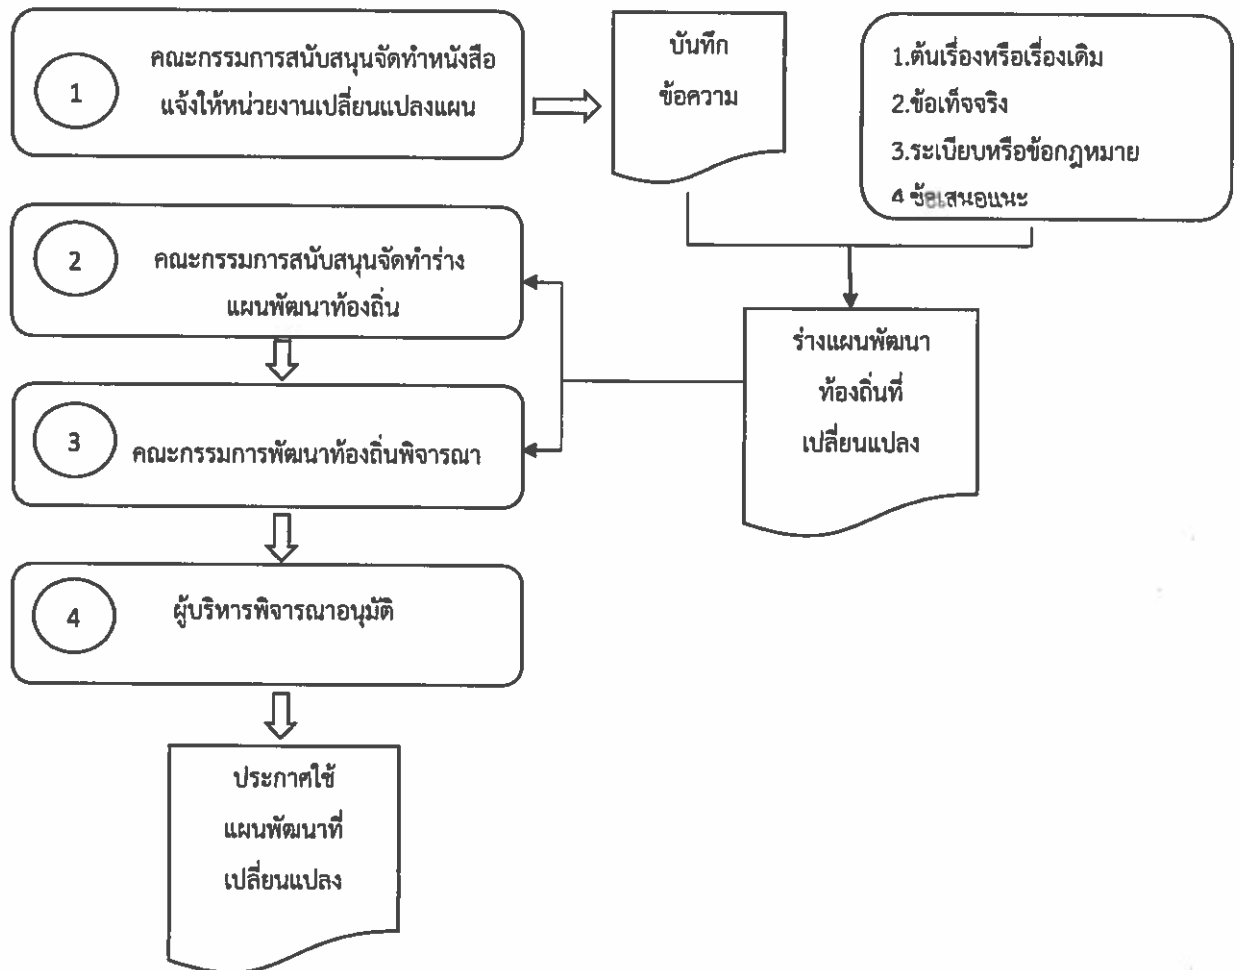 1
คณะกรรมการสนับสนุนจัดทำหนังสือ
แจ้งให้หน่วยงานเปลี่ยนแปลงแผน
บันทึก
ข้อความ
1.ต้นเรื่องหรือเรื่องเดิม
2.ข้อเท็จจริง
3.ระเบียบหรือข้อกฎหมาย
4 ข้อเสนอแนะ
2
คณะกรรมการสนับสนุนจัดทำร่าง
แผนพัฒนาท้องถิ่น
ร่างแผนพัฒนา
ท้องถิ่นที่
เปลี่ยนแปลง
3
คณะกรรมการพัฒนาท้องถิ่นพิจารณา
4
ผู้บริหารพิจารณาอนุมัติ
ประกาศใช้
แผนพัฒนาที่
เปลี่ยนแปลง